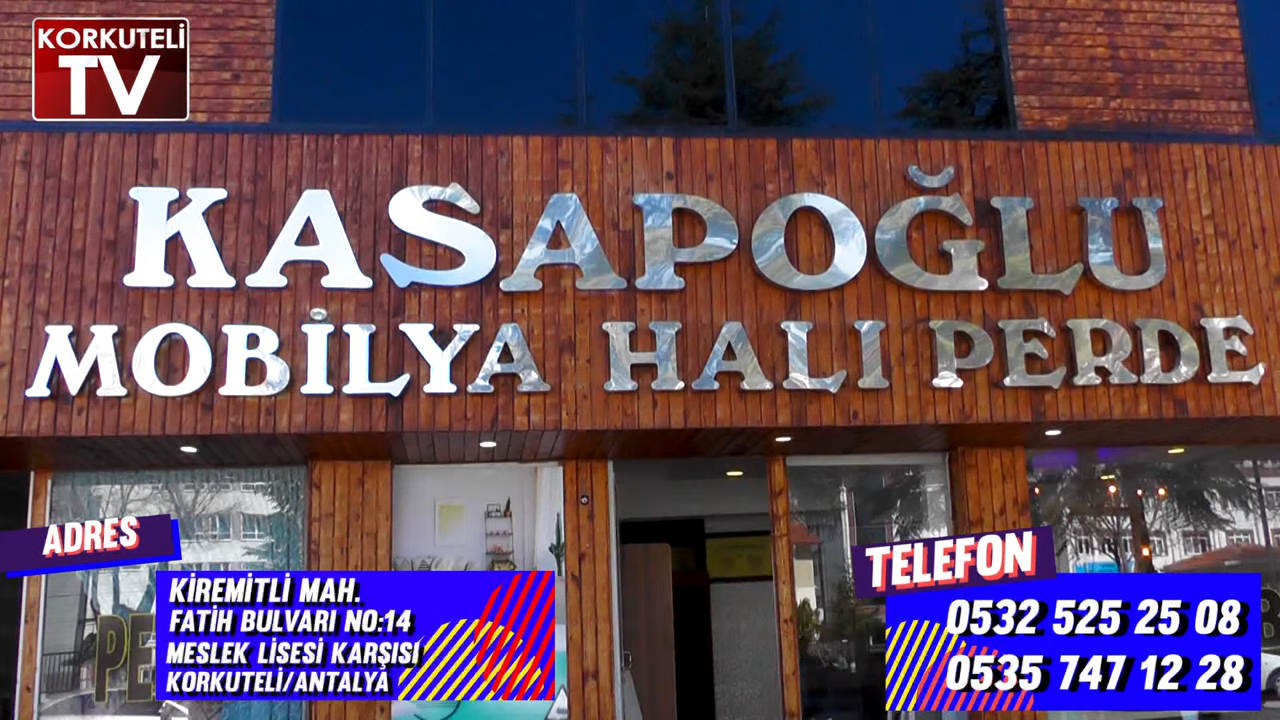 KORKUTELİ
TV
KASAPOĞLU
MOBİLYA HALI PERDE
ADRES
KİREMİTLİ MAH.
FATİH BULVARI NO:14
MESLEK LİSESİ KARŞISI
KORKUTELİ/ANTALYA
TELEFON
0532 525 25 08
0535 747 12 28